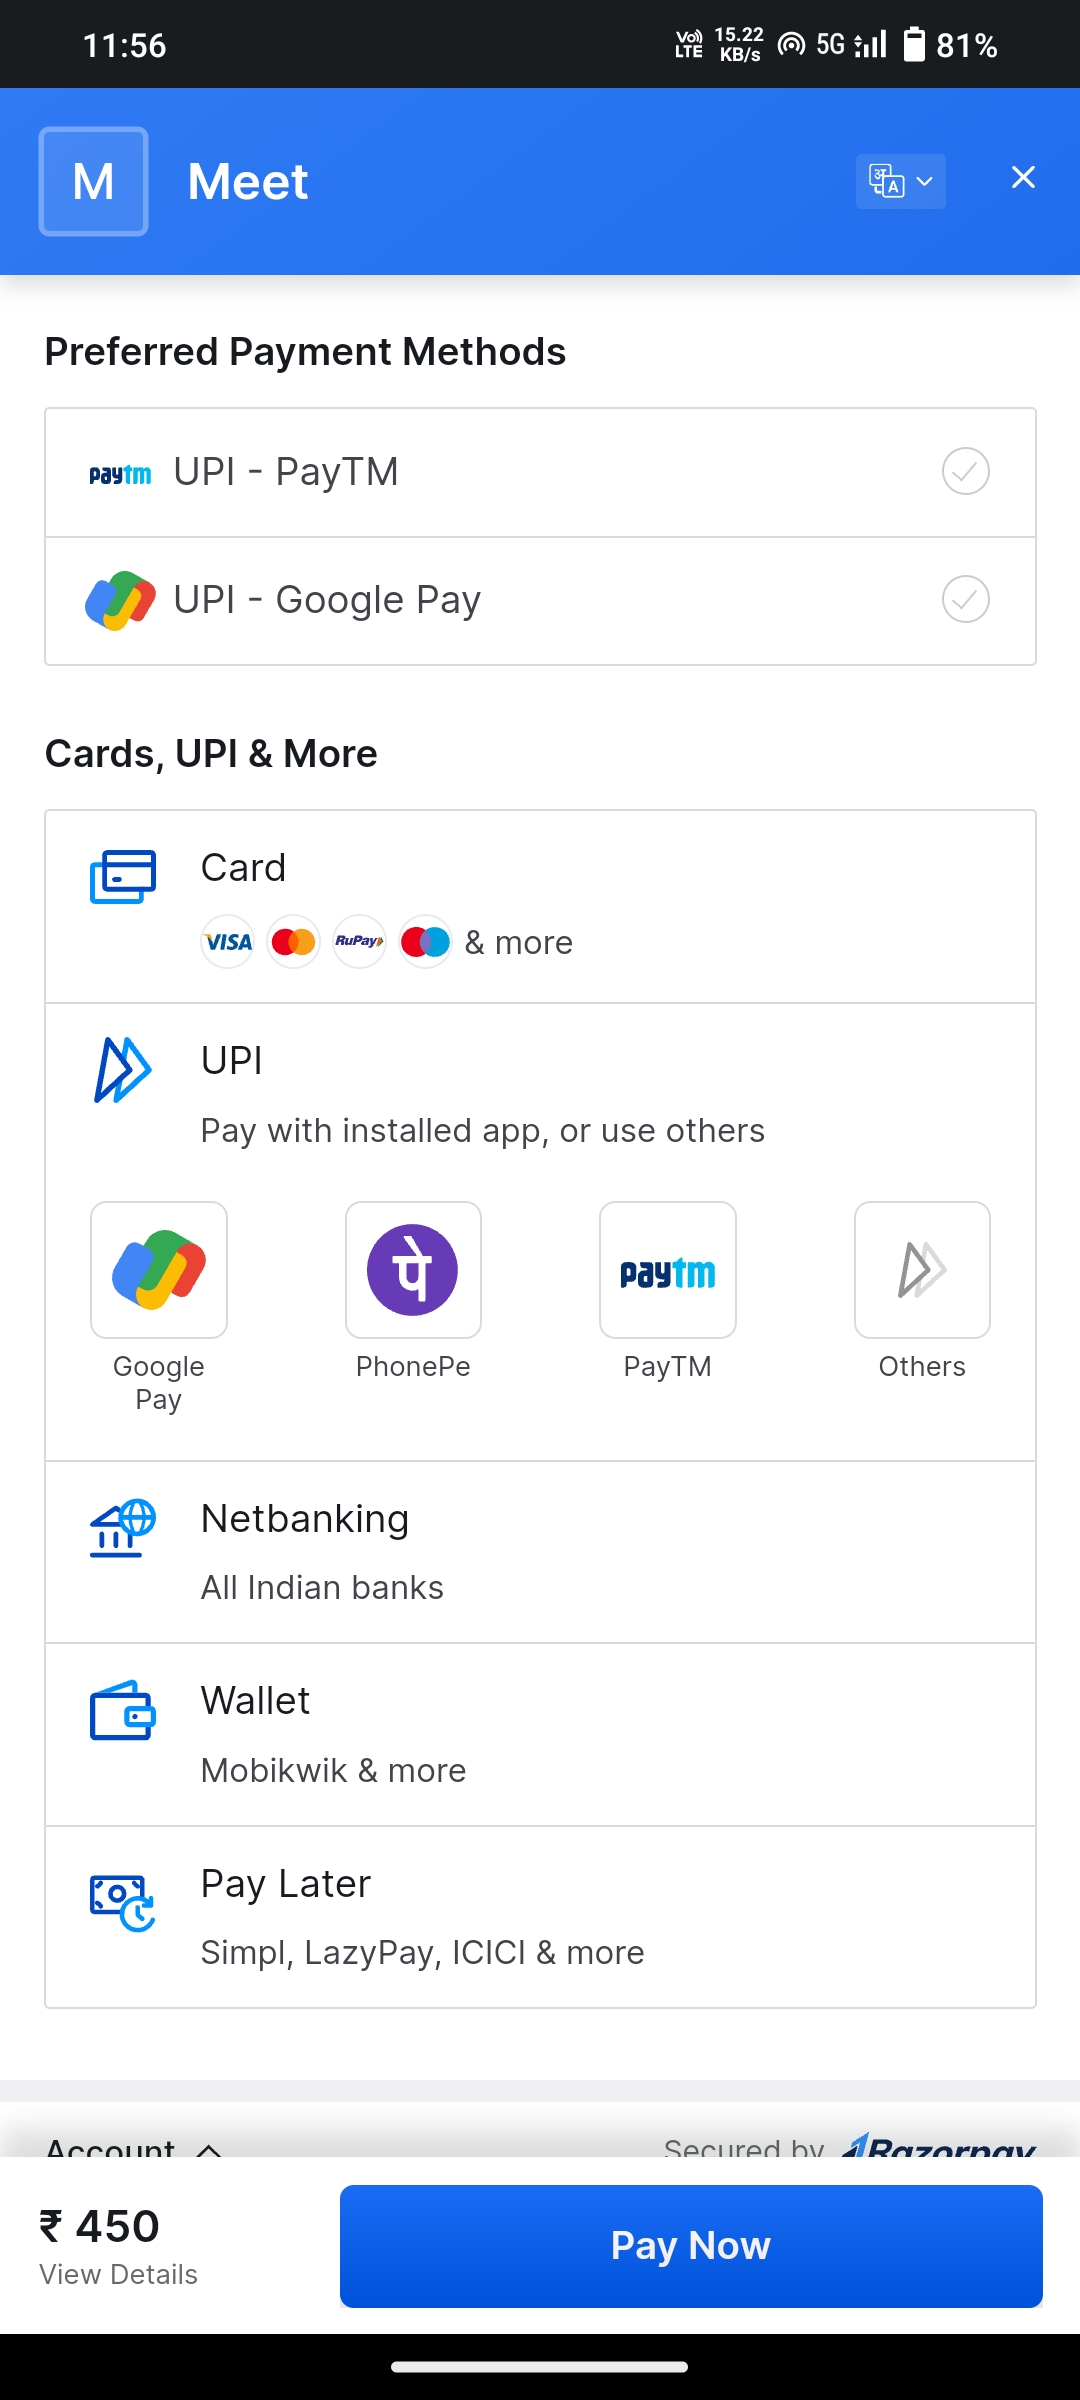 11:56
Vo)) LTE 15.22 KB/s 5G 81%
M Meet
अ A
Preferred Payment Methods
paytm UPI - PayTM
UPI - Google Pay
Cards, UPI & More
Card
VISA RuPay & more
UPI
Pay with installed app, or use others
पे paytm
Google Pay PhonePe PayTM Others
Netbanking
All Indian banks
Wallet
Mobikwik & more
Pay Later
Simpl, LazyPay, ICICI & more
Account Secured by Razorpay
₹ 450
View Details
Pay Now